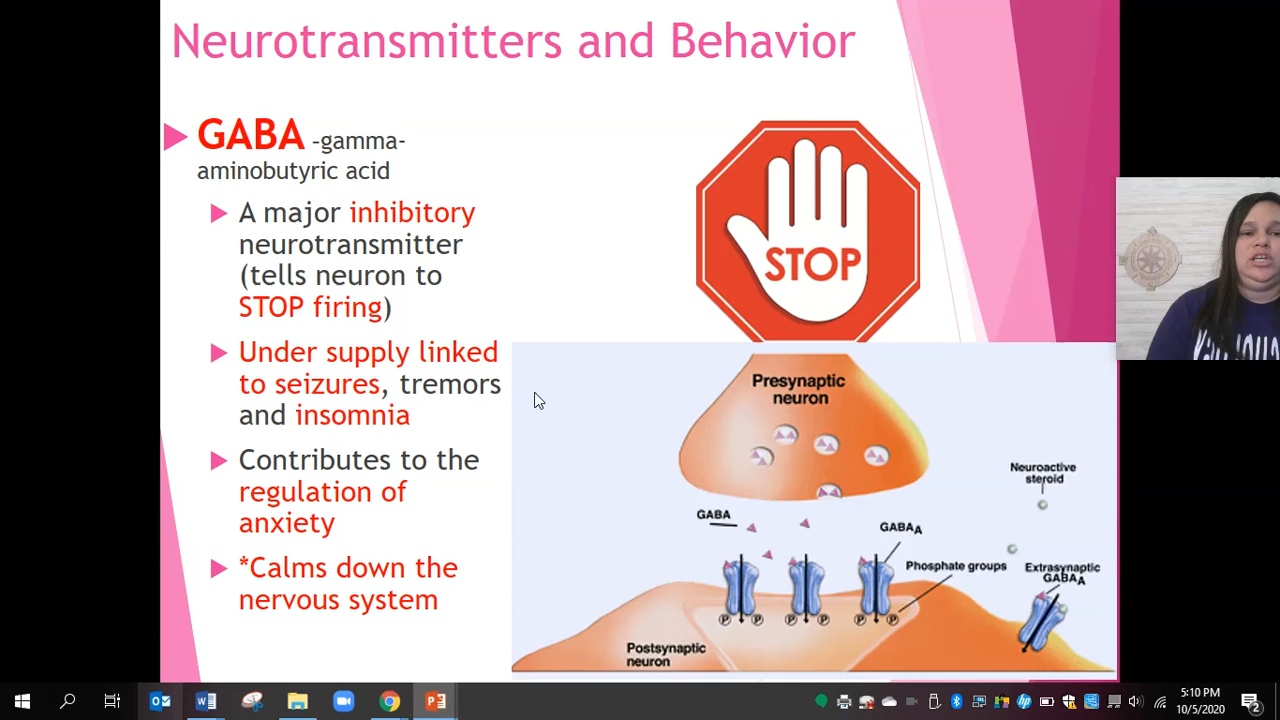 Neurotransmitters and Behavior
GABA –gamma-
aminobutyric acid
A major inhibitory
neurotransmitter
(tells neuron to
STOP firing)
Under supply linked
to seizures, tremors
and insomnia
Contributes to the
regulation of
anxiety
*Calms down the
nervous system
STOP
Presynaptic
neuron
Neuroactive
steroid
GABA
GABAA
Phosphate groups
Extrasynaptic
GABAA
P P P P P P
Postsynaptic
neuron
5:10 PM
10/5/2020
2